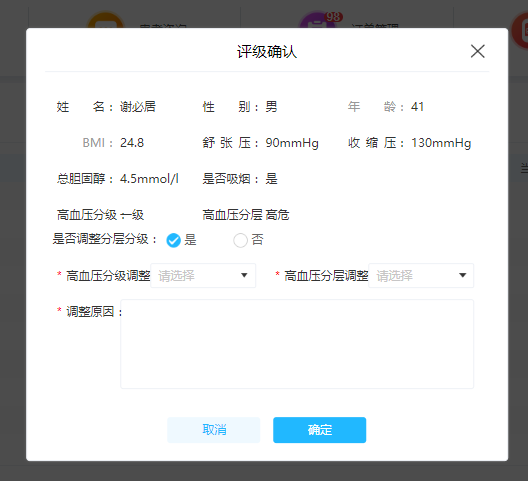 98
评级确认
姓 名： 谢必居 性 别： 男 年 龄： 41
BMI： 24.8 舒 张 压： 90mmHg 收 缩 压： 130mmHg
总胆固醇： 4.5mmol/l 是否吸烟： 是
高血压分级： 一级 高血压分层： 高危
是否调整分层分级： 是 否
* 高血压分级调整 请选择 * 高血压分层调整 请选择
* 调整原因：
取消 确定